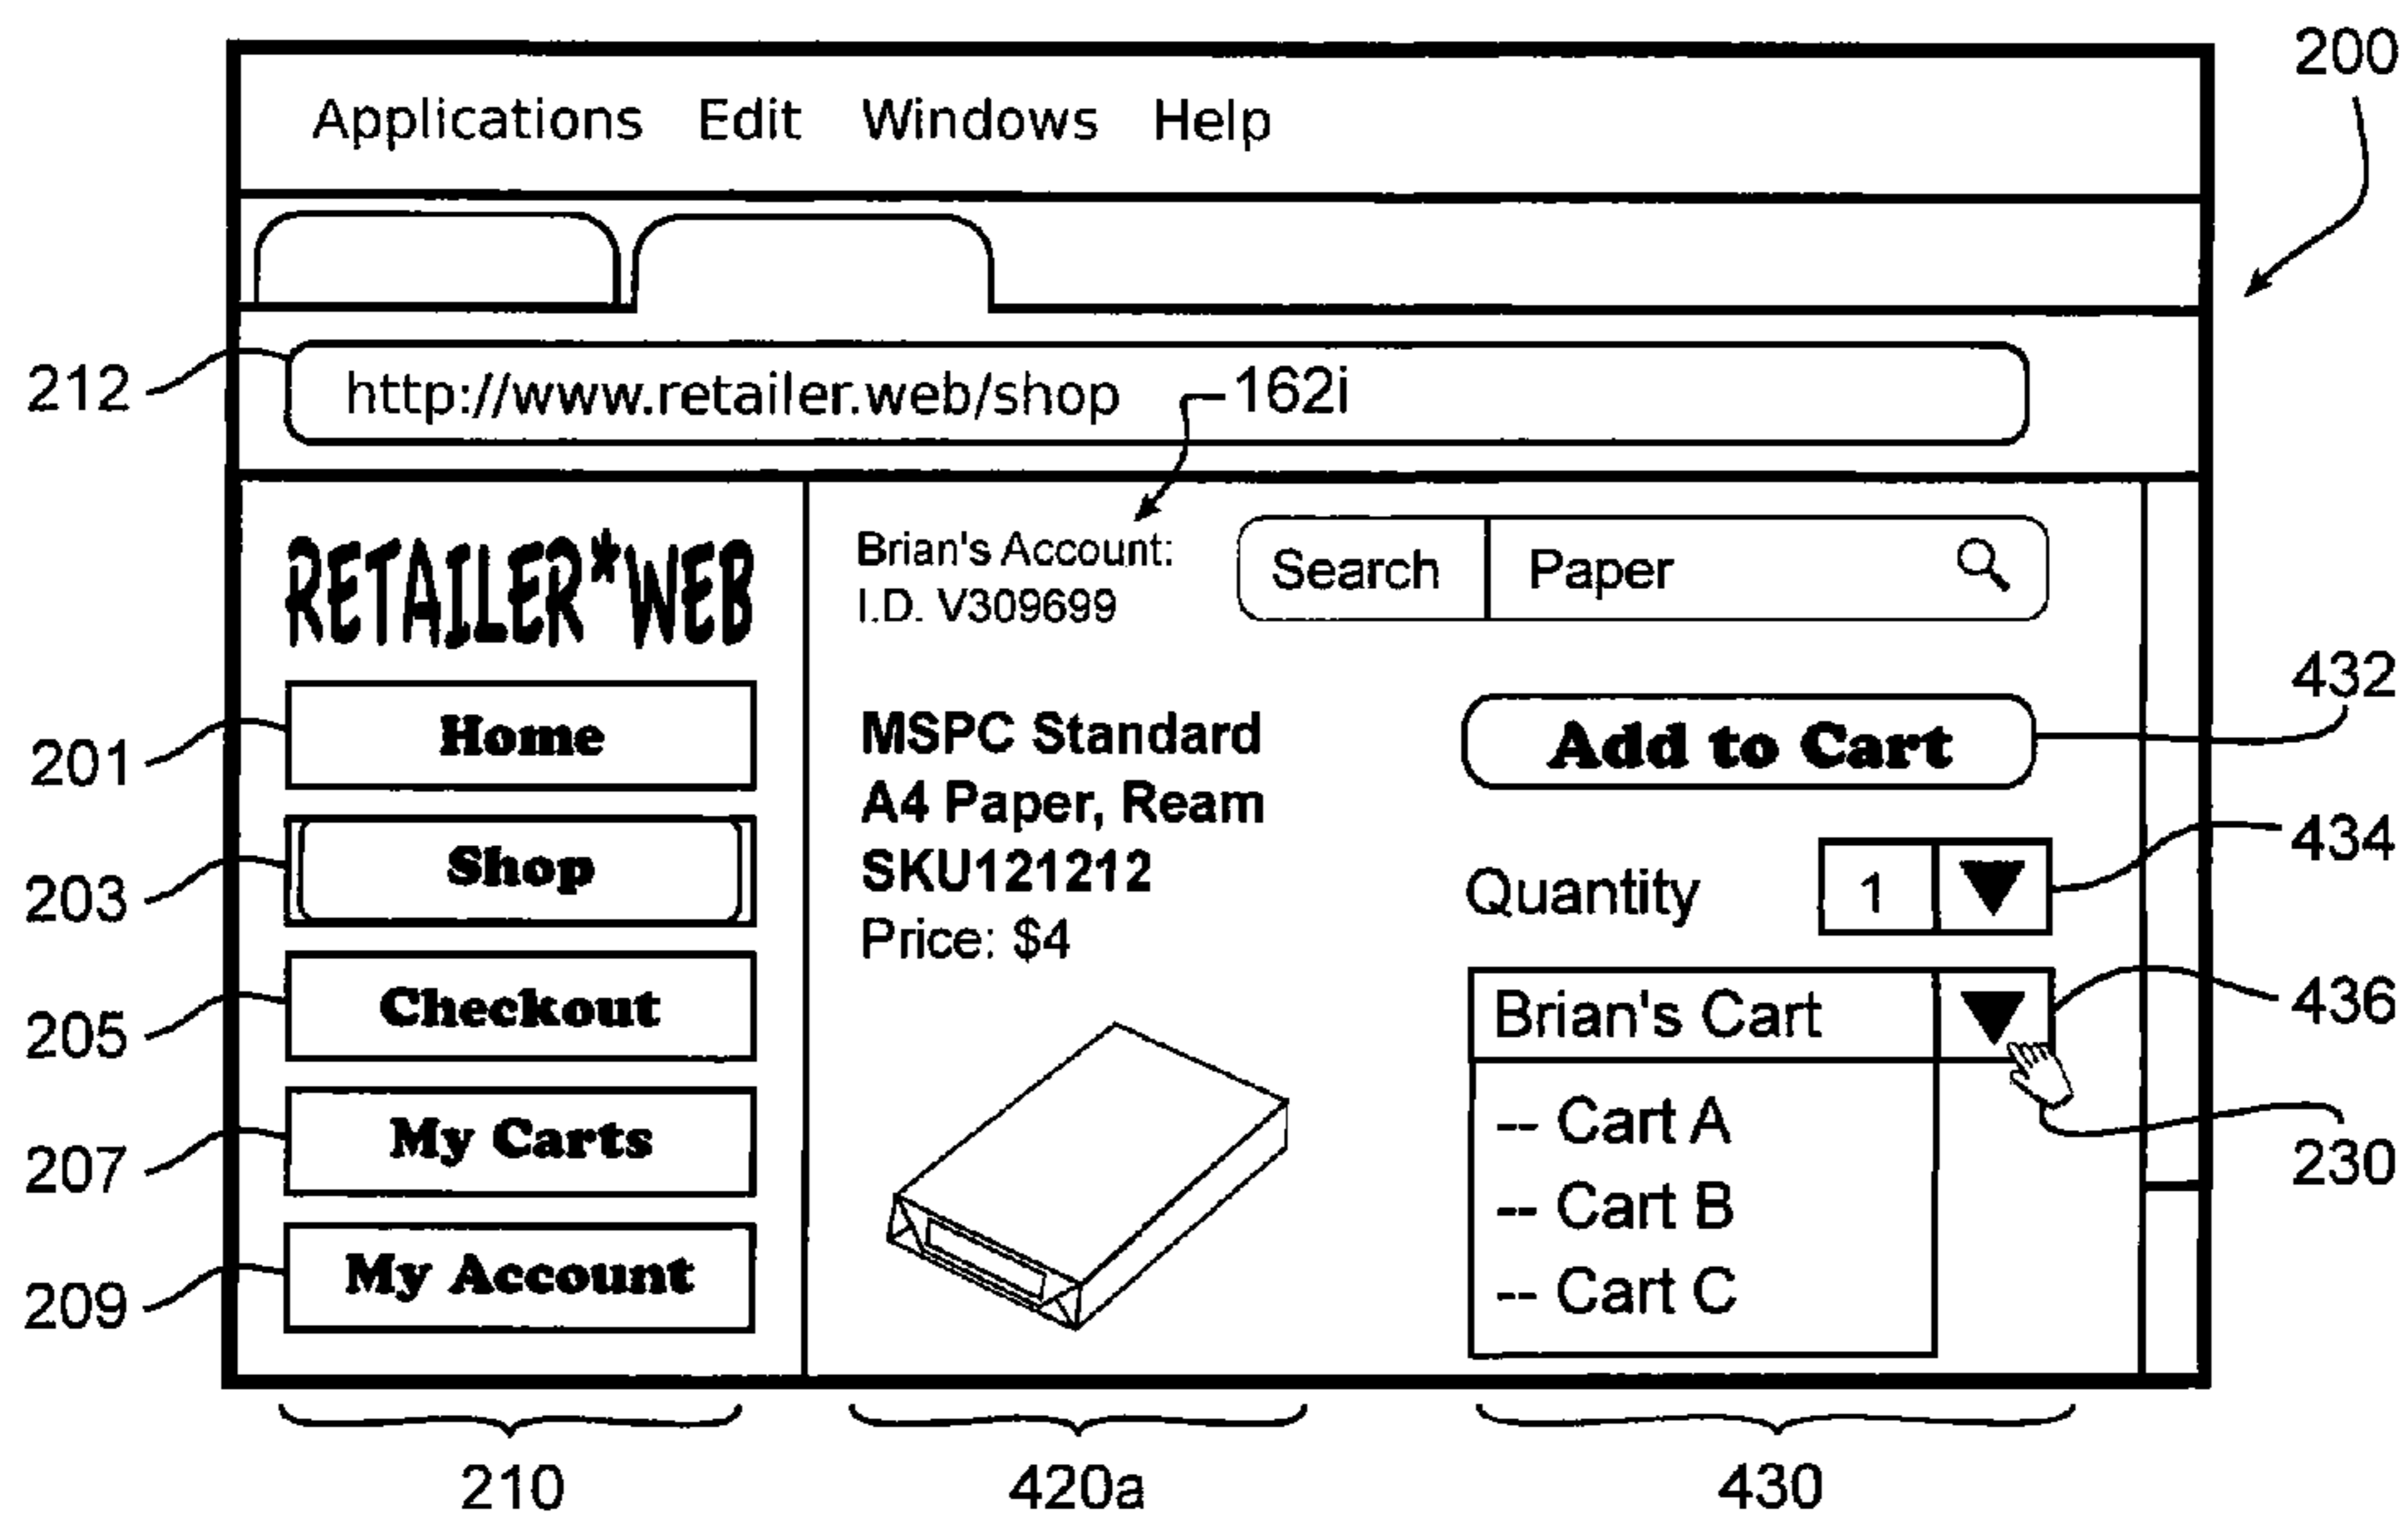 200
Applications Edit Windows Help
212
http://www.retailer.web/shop
162i
RETAILER*WEB
Brian's Account:
I.D. V309699
Search Paper
432
201
Home
MSPC Standard
A4 Paper, Ream
SKU121212
Price: $4
Add to Cart
434
203
Shop
Quantity 1
436
205
Checkout
Brian's Cart
-- Cart A
-- Cart B
-- Cart C
230
207
My Carts
209
My Account
210
420a
430